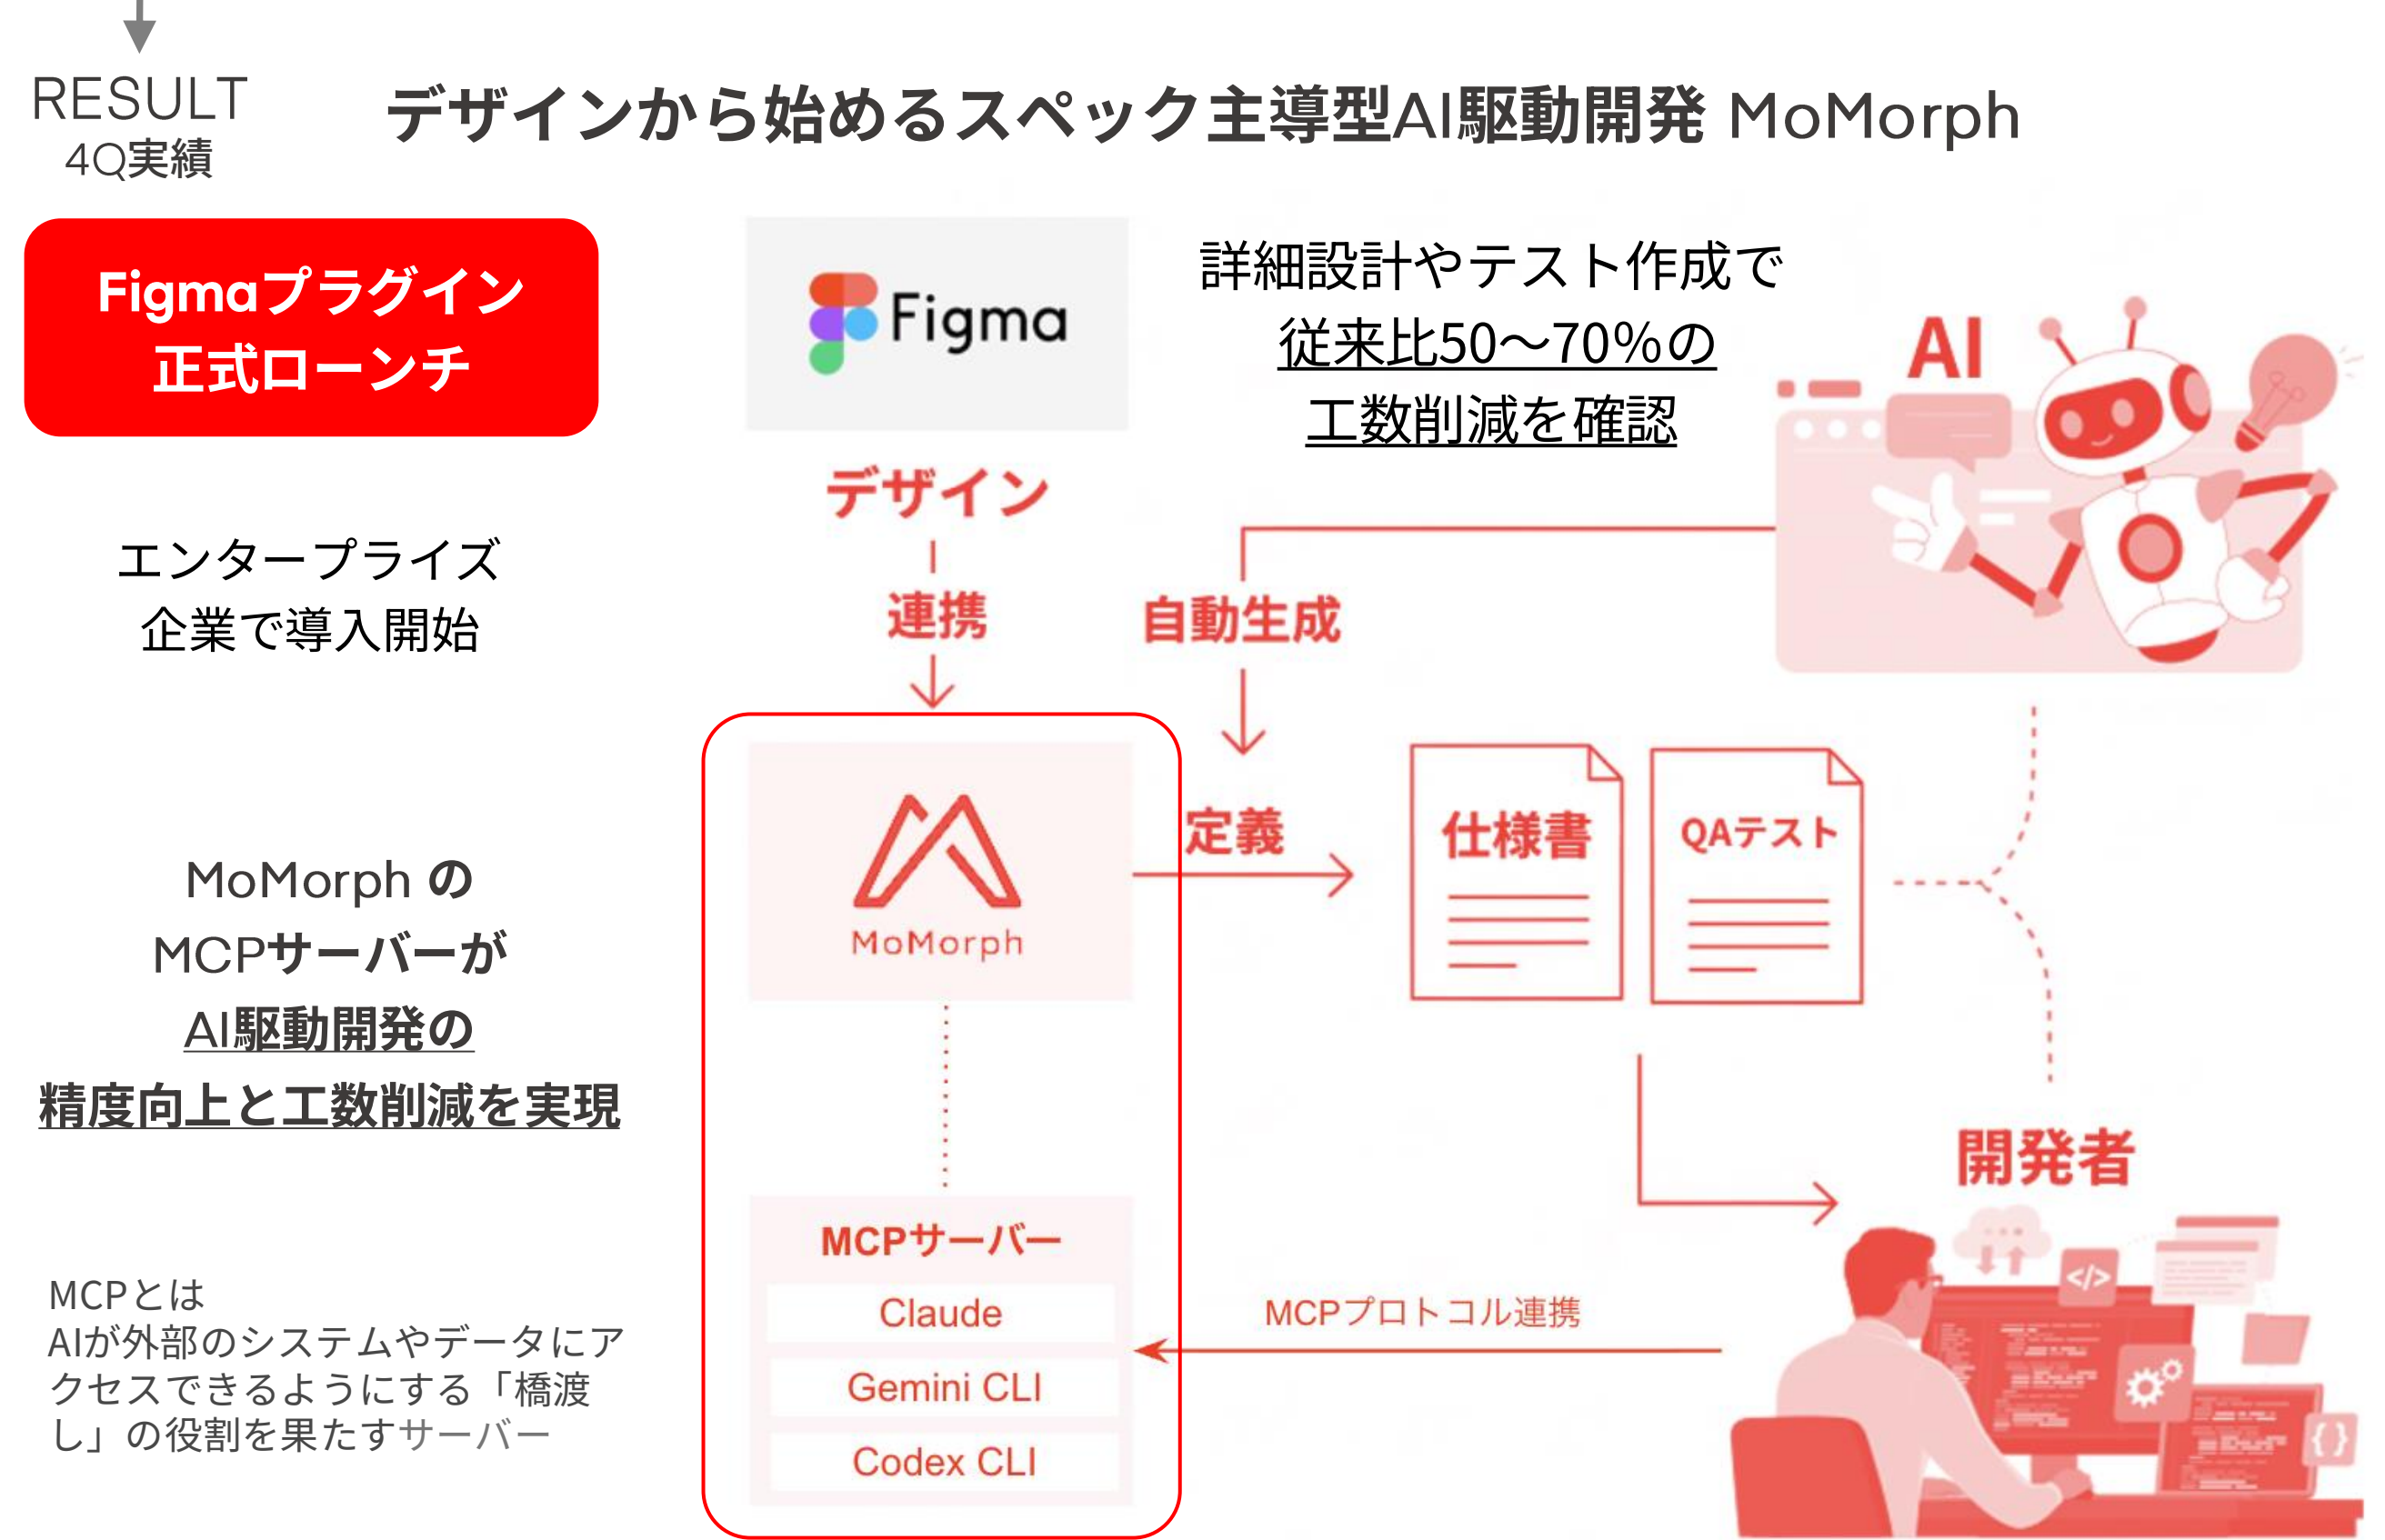 RESULT
4Q実績
デザインから始めるスペック主導型AI駆動開発 MoMorph
Figmaプラグイン
正式ローンチ
エンタープライズ
企業で導入開始
MoMorph の
MCPサーバーが
AI駆動開発の
精度向上と工数削減を実現
MCPとは
AIが外部のシステムやデータにア
クセスできるようにする「橋渡
し」の役割を果たすサーバー
Figma
詳細設計やテスト作成で
従来比50～70%の
工数削減を確認
AI
デザイン
連携
自動生成
MoMorph
定義
仕様書
QAテスト
開発者
</>
{}
MCPサーバー
Claude
Gemini CLI
Codex CLI
MCPプロトコル連携